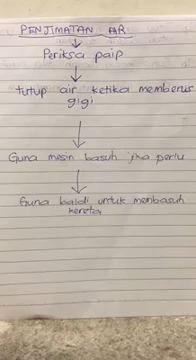 PENJIMATAN AIR
Periksa paip
tutup air ketika memberus
gigi
Guna mesin basuh jika perlu
Guna baldi untuk membasuh
kereta